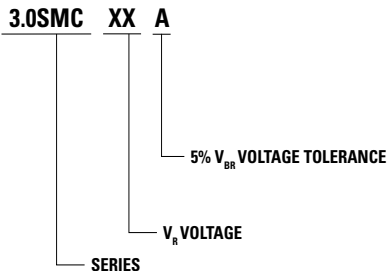 3.0SMC XX A
5% VBR VOLTAGE TOLERANCE
VR VOLTAGE
SERIES